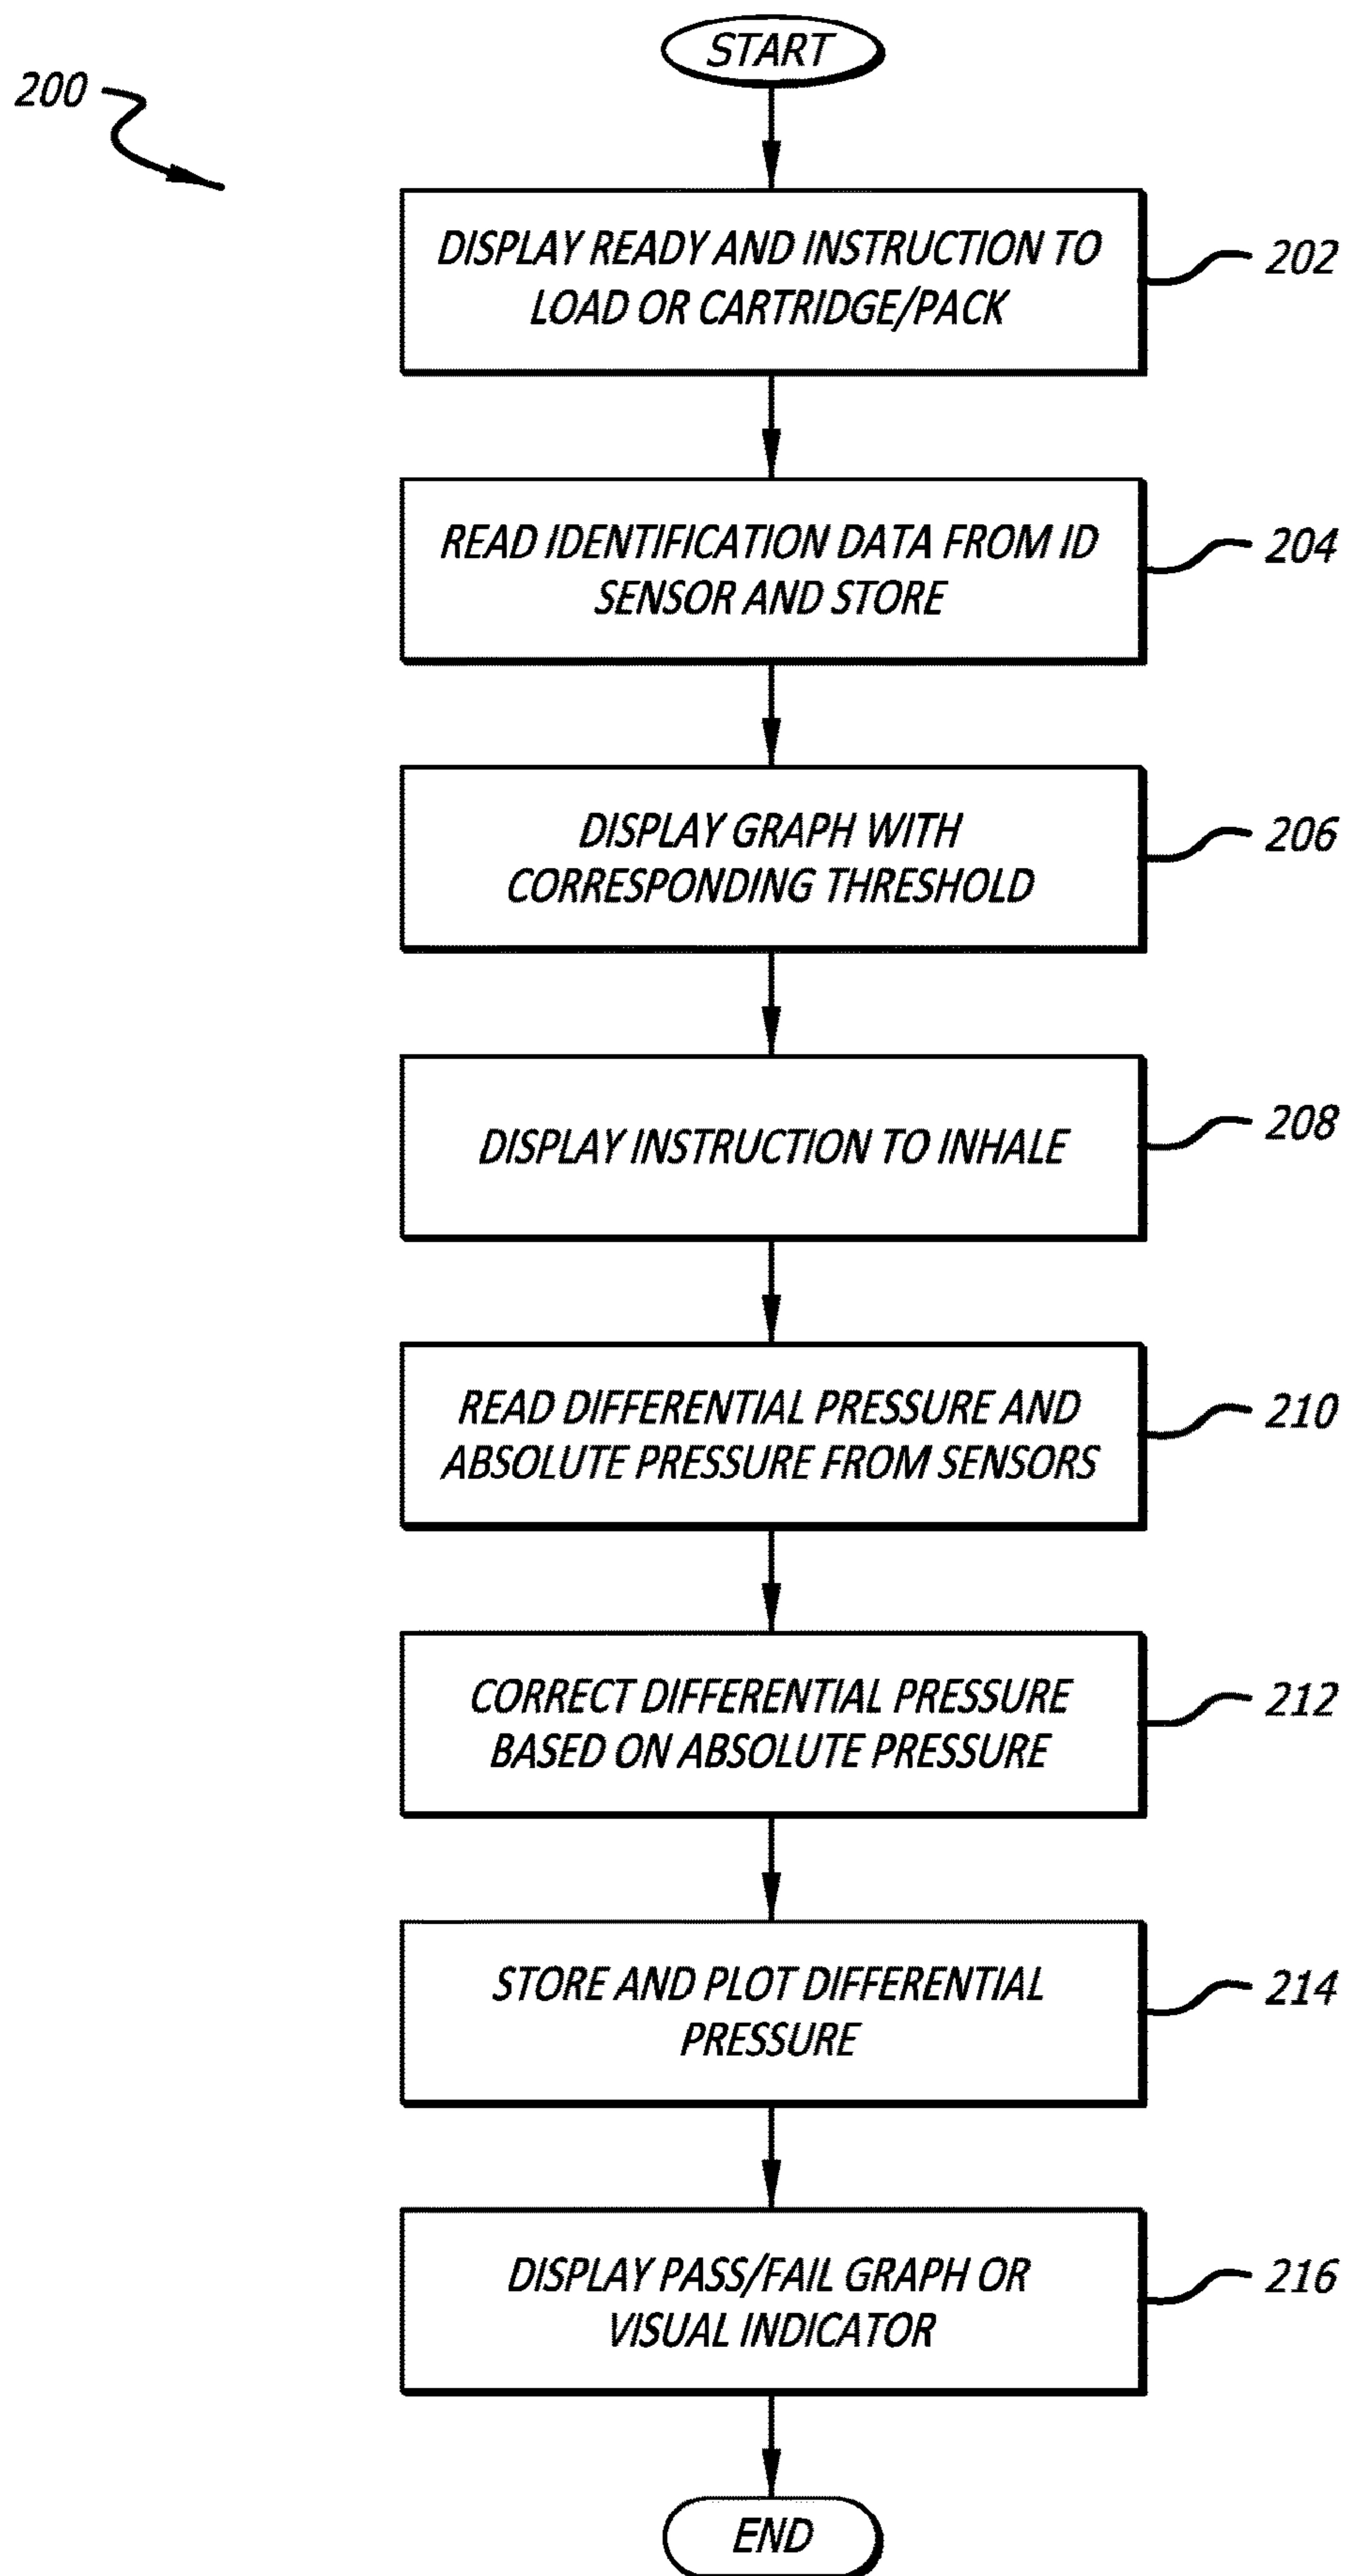 START
200
DISPLAY READY AND INSTRUCTION TO
LOAD OR CARTRIDGE/PACK
202
READ IDENTIFICATION DATA FROM ID
SENSOR AND STORE
204
DISPLAY GRAPH WITH
CORRESPONDING THRESHOLD
206
DISPLAY INSTRUCTION TO INHALE
208
READ DIFFERENTIAL PRESSURE AND
ABSOLUTE PRESSURE FROM SENSORS
210
CORRECT DIFFERENTIAL PRESSURE
BASED ON ABSOLUTE PRESSURE
212
STORE AND PLOT DIFFERENTIAL
PRESSURE
214
DISPLAY PASS/FAIL GRAPH OR
VISUAL INDICATOR
216
END